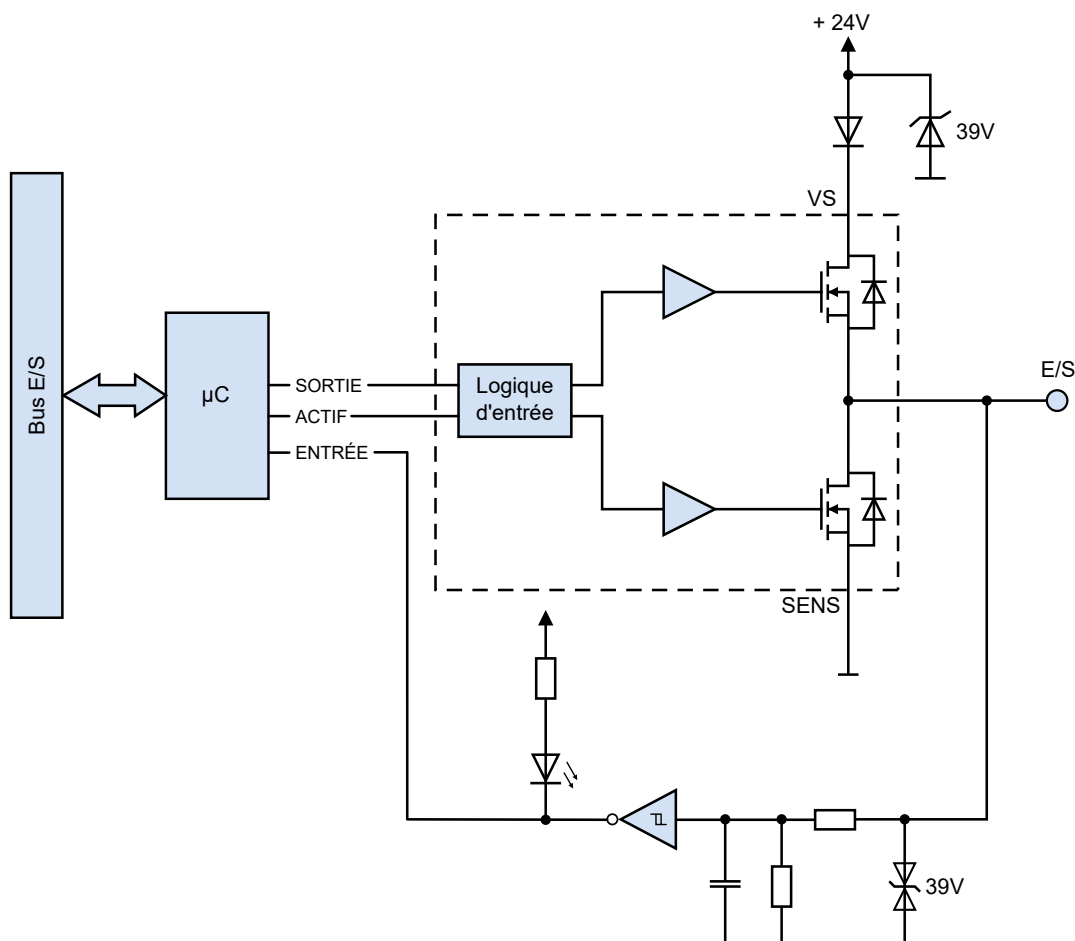 + 24V
39V
VS
E/S
Bus E/S
µC
SORTIE
ACTIF
ENTRÉE
Logique
d'entrée
SENS
39V